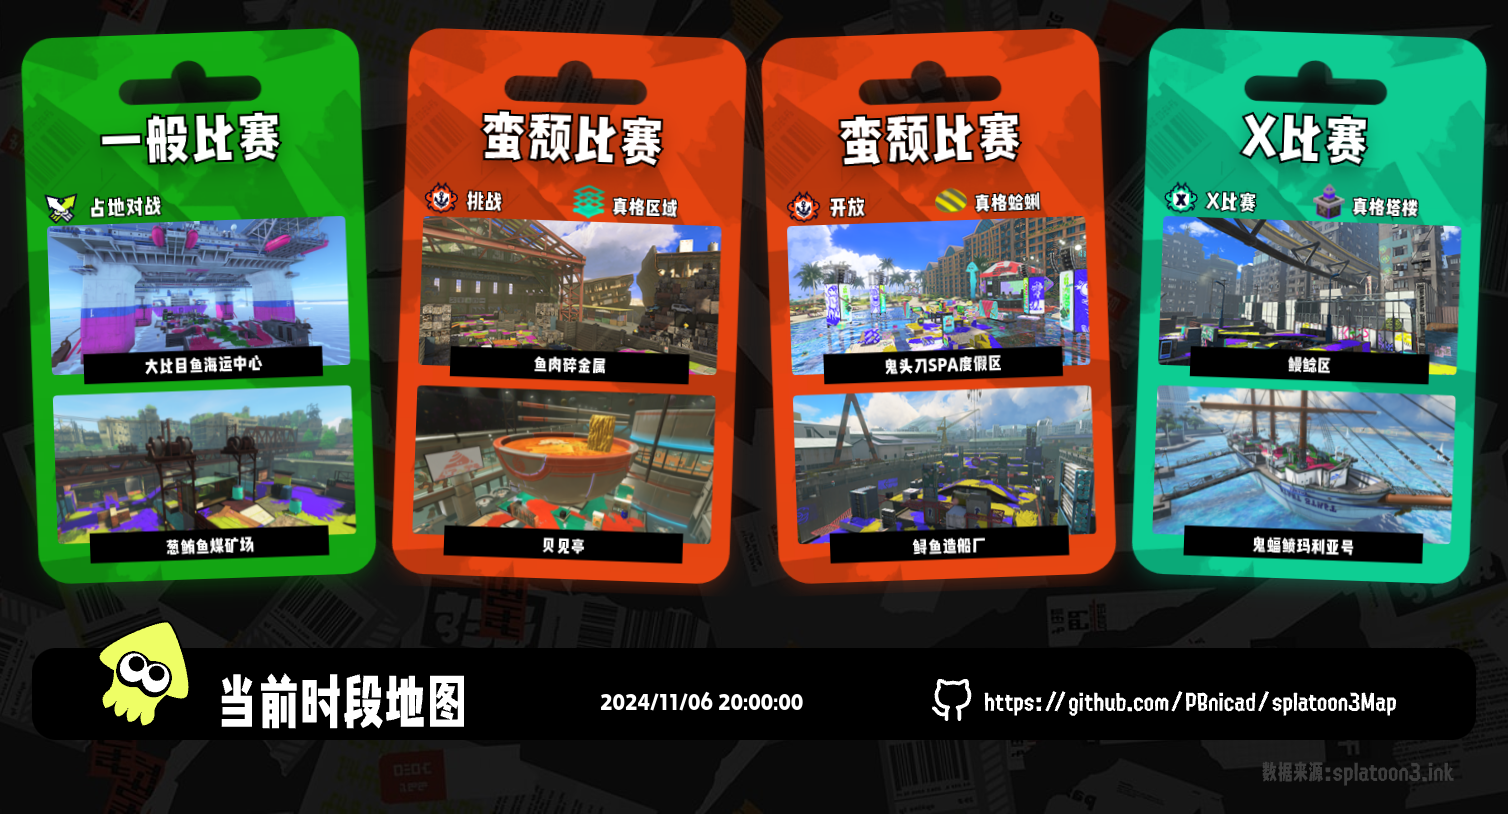 一般比赛
占地对战
大比目鱼海运中心
葱鲔鱼煤矿场
蛮颓比赛
挑战
真格区域
鱼肉碎金属
贝见亭
蛮颓比赛
开放
真格蛤蜊
鬼头刀SPA度假区
鲟鱼造船厂
X比赛
X比赛
真格塔楼
鳗鲶区
鬼蝠鲼玛利亚号
当前时段地图
2024/11/06 20:00:00
https://github.com/PBnicad/splatoon3Map
数据来源:splatoon3.ink